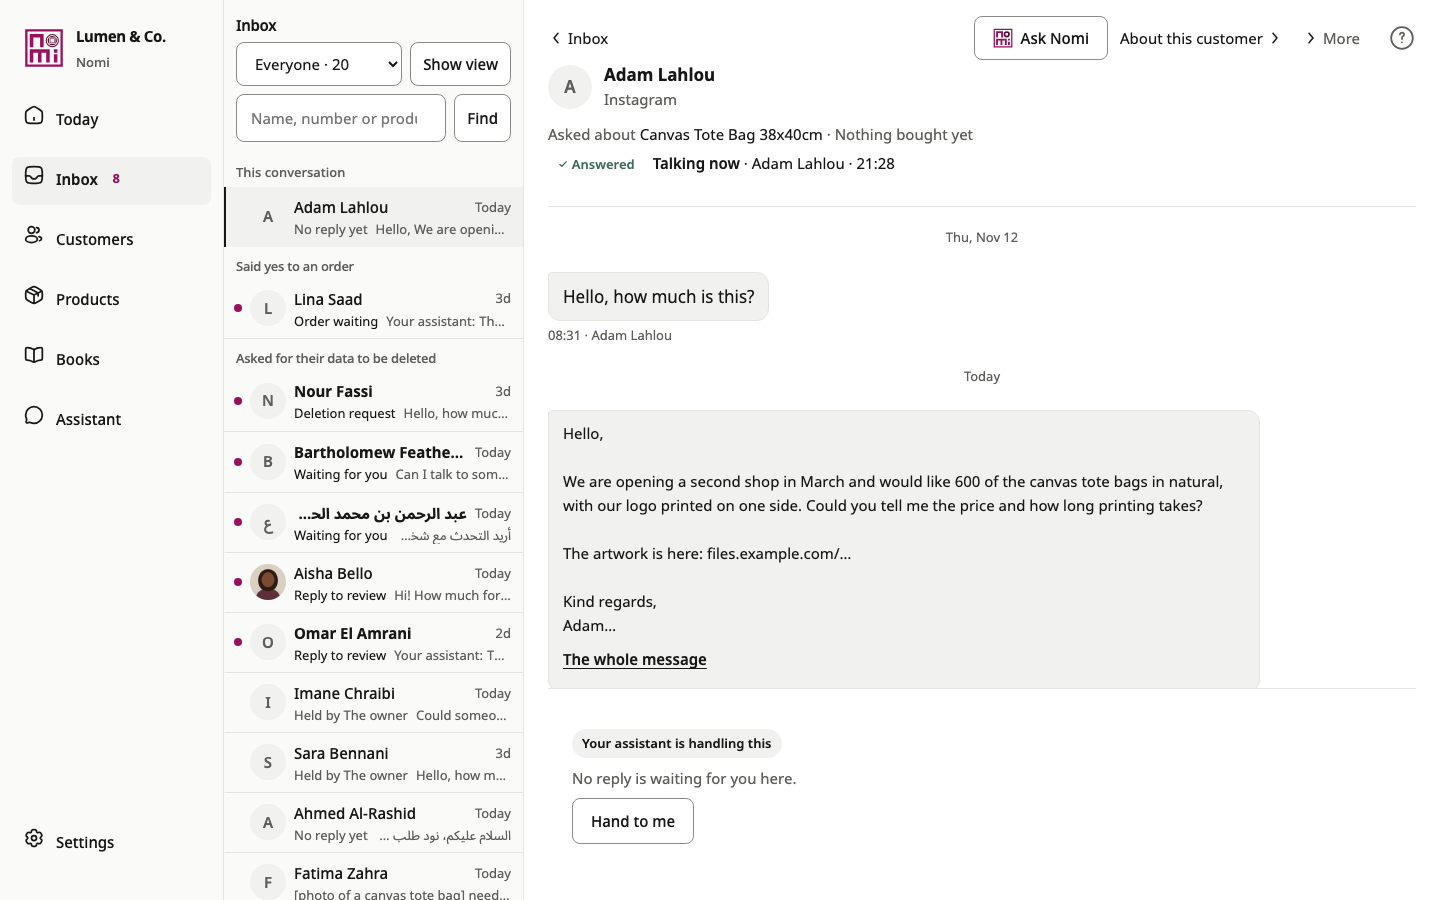 Lumen & Co.
Nomi
Today
Inbox 8
Customers
Products
Books
Assistant
Settings
Inbox
Everyone · 20
Show view
Name, number or produ
Find
This conversation
A
Adam Lahlou Today
No reply yet Hello, We are openi...
Said yes to an order
L
Lina Saad 3d
Order waiting Your assistant: Th...
Asked for their data to be deleted
N
Nour Fassi 3d
Deletion request Hello, how muc...
B
Bartholomew Feathe... Today
Waiting for you Can I talk to som...
ع
عبد الرحمن بن محمد الحـ... Today
Waiting for you أريد التحدث مع شخـ...
Aisha Bello Today
Reply to review Hi! How much for...
O
Omar El Amrani 2d
Reply to review Your assistant: T...
I
Imane Chraibi Today
Held by The owner Could someo...
S
Sara Bennani 3d
Held by The owner Hello, how m...
A
Ahmed Al-Rashid Today
No reply yet السلام عليكم، نود طلب ...
F
Fatima Zahra Today
[photo of a canvas tote bag] need...
Inbox
nomi
Ask Nomi
About this customer
More
?
A
Adam Lahlou
Instagram
Asked about Canvas Tote Bag 38x40cm · Nothing bought yet
Answered Talking now · Adam Lahlou · 21:28
Thu, Nov 12
Hello, how much is this?
08:31 · Adam Lahlou
Today
Hello,
We are opening a second shop in March and would like 600 of the canvas tote bags in natural,
with our logo printed on one side. Could you tell me the price and how long printing takes?
The artwork is here: files.example.com/...
Kind regards,
Adam...
The whole message
Your assistant is handling this
No reply is waiting for you here.
Hand to me